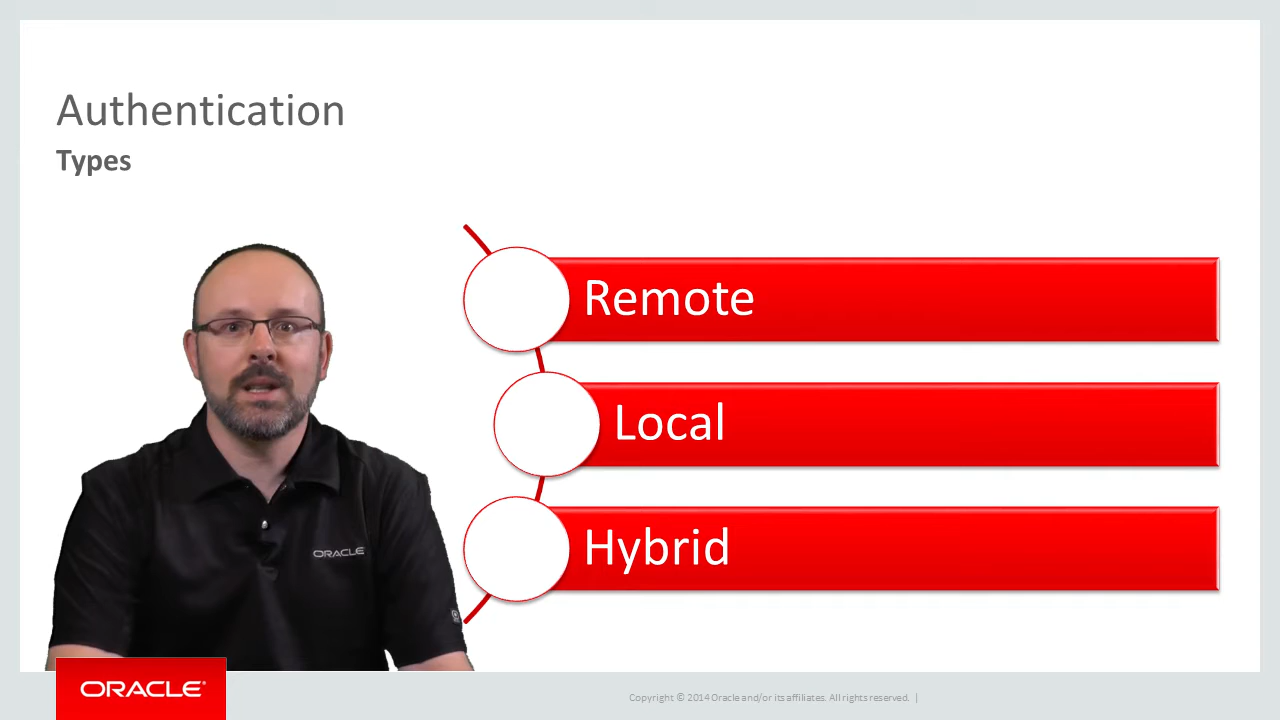 Authentication
Types
Remote
Local
Hybrid
ORACLE
ORACLE®
Copyright © 2014 Oracle and/or its affiliates. All rights reserved. |